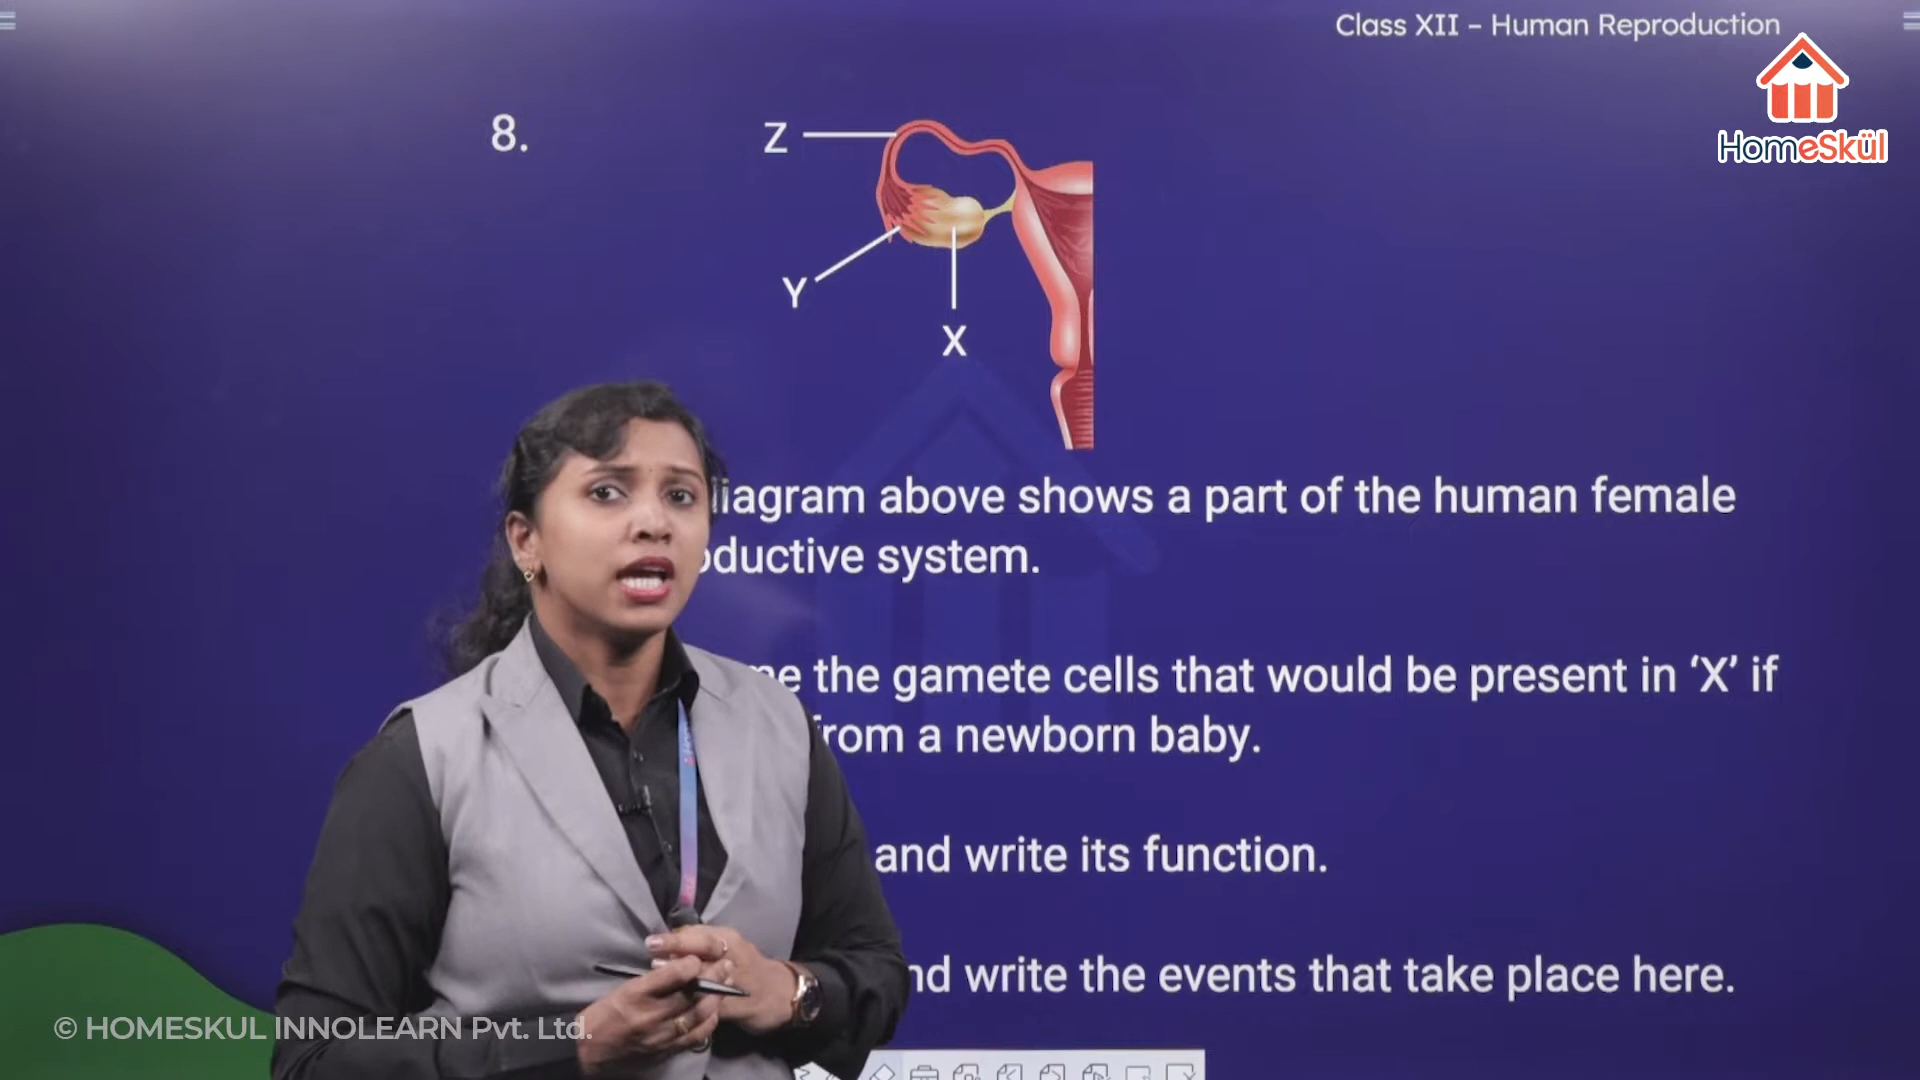 Class XII – Human Reproduction
HomeSkül
8.
Z
Y
X
diagram above shows a part of the human female
oductive system.
me the gamete cells that would be present in ‘X’ if
from a newborn baby.
and write its function.
nd write the events that take place here.
© HOMESKUL INNOLEARN Pvt. Ltd.